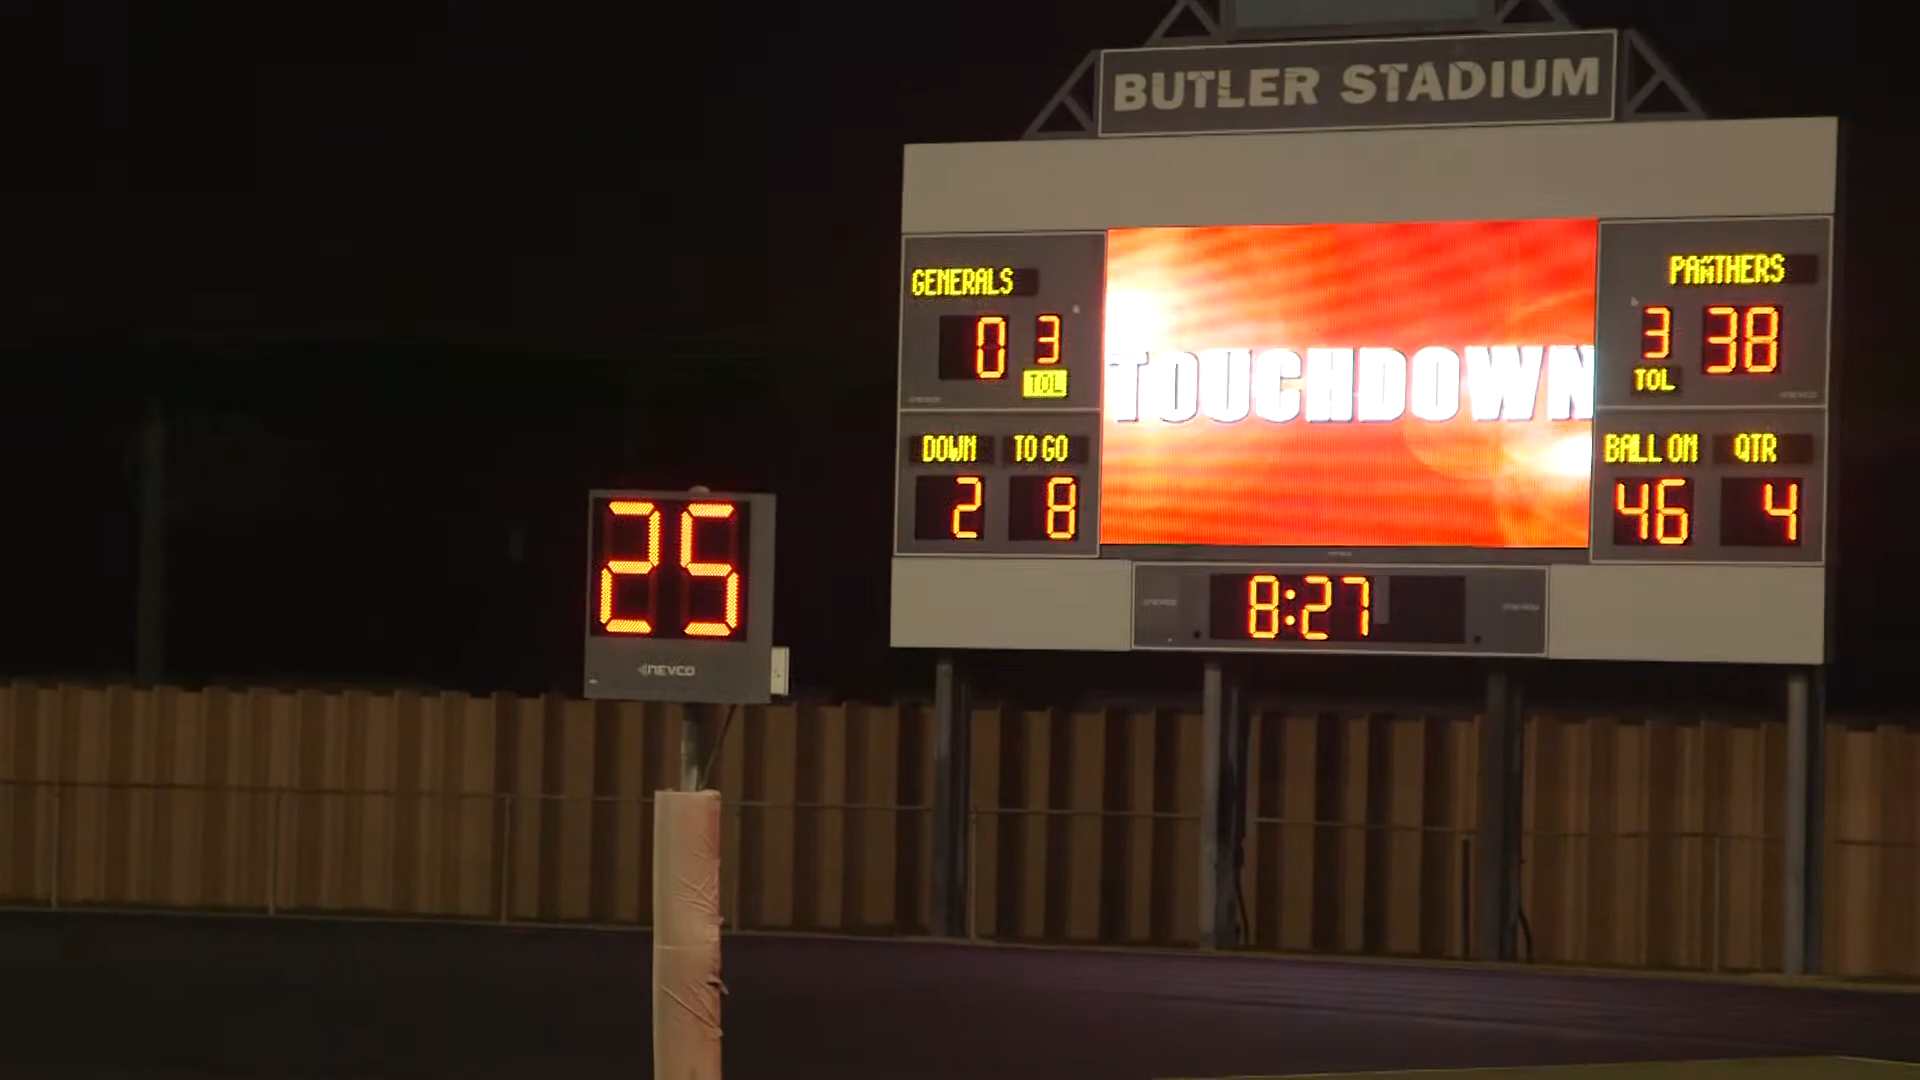 BUTLER STADIUM
GENERALS
0 3
TOL
DOWN TO GO
2 8
TOUCHDOWN
PANTHERS
3 38
TOL
BALL ON QTR
46 4
8:27
25
NEVCO